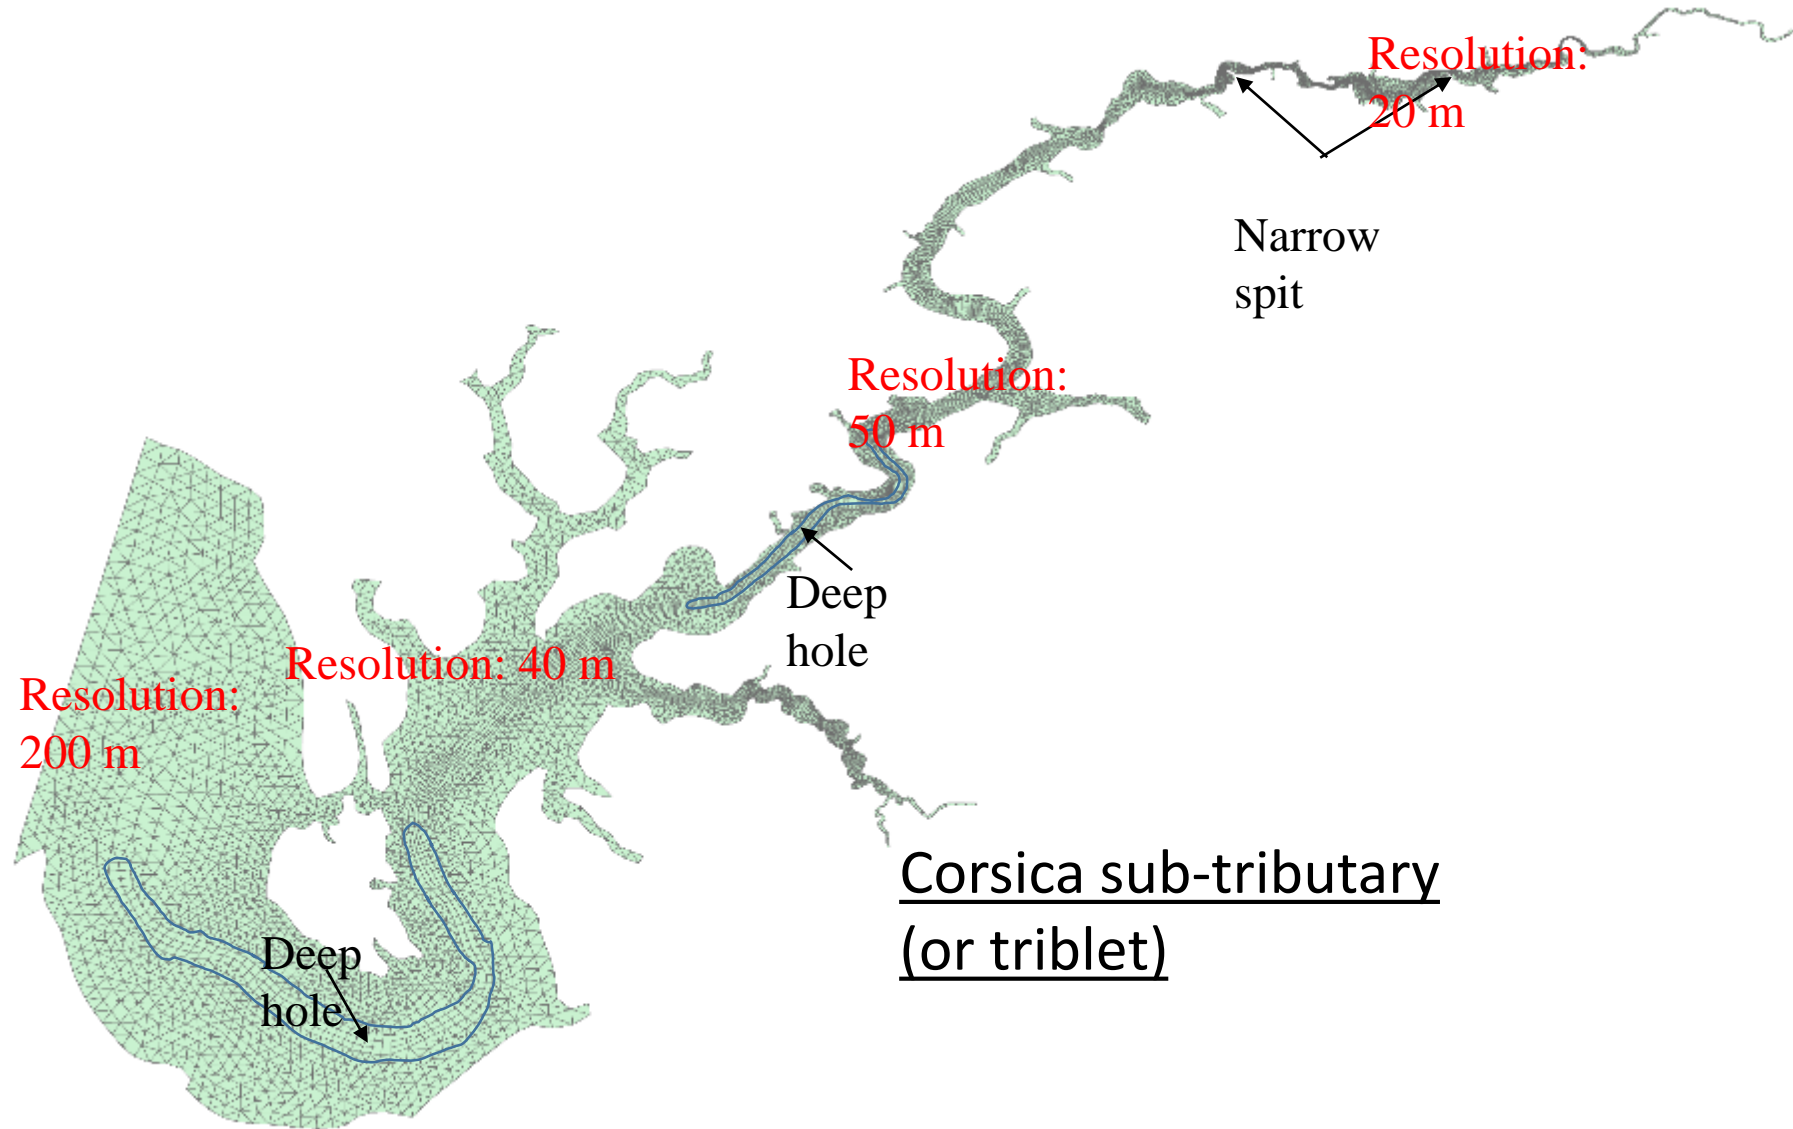 Resolution:
20 m
Narrow
spit
Resolution:
50 m
Deep
hole
Resolution: 40 m
Resolution:
200 m
Corsica sub-tributary
(or triblet)
Deep
hole